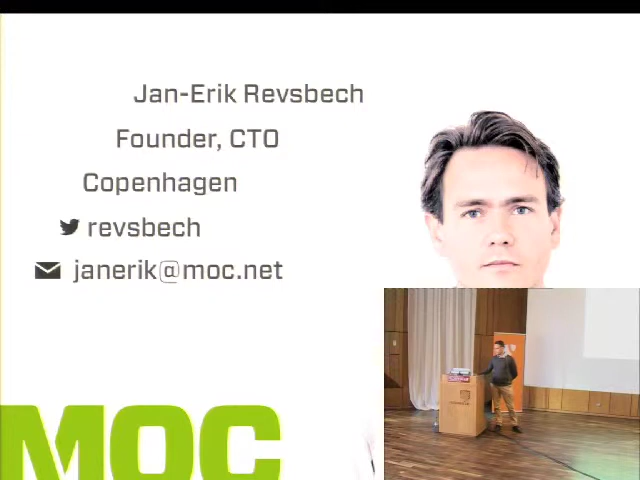 Jan-Erik Revsbech
Founder, CTO
Copenhagen
revsbech
janerik@moc.net
MOC